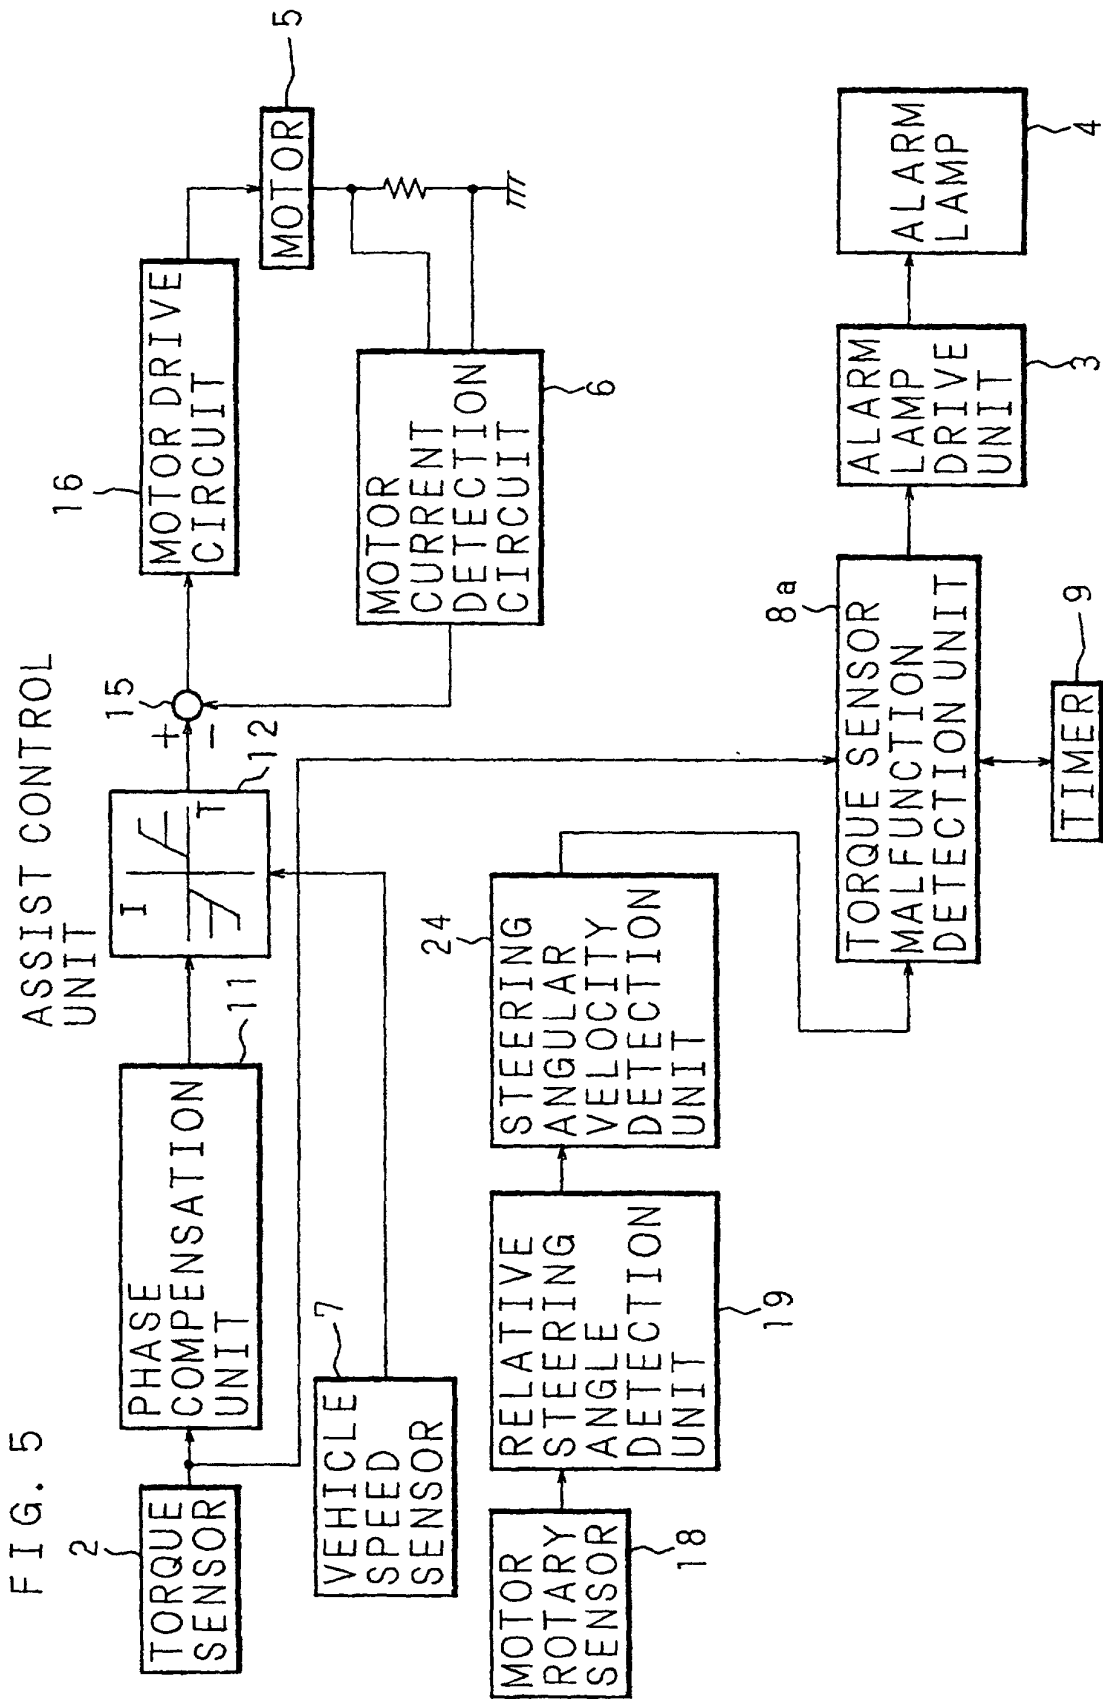 FIG. 5
2
TORQUE
SENSOR
PHASE
COMPENSATION
UNIT
11
ASSIST CONTROL
UNIT
I
T
12
+
−
15
16
MOTOR DRIVE
CIRCUIT
5
MOTOR
MOTOR
CURRENT
DETECTION
CIRCUIT
6
7
VEHICLE
SPEED
SENSOR
MOTOR
ROTARY
SENSOR
18
RELATIVE
STEERING
ANGLE
DETECTION
UNIT
19
24
STEERING
ANGULAR
VELOCITY
DETECTION
UNIT
8a
TORQUE SENSOR
MALFUNCTION
DETECTION UNIT
9
TIMER
ALARM
LAMP
DRIVE
UNIT
3
ALARM
LAMP
4